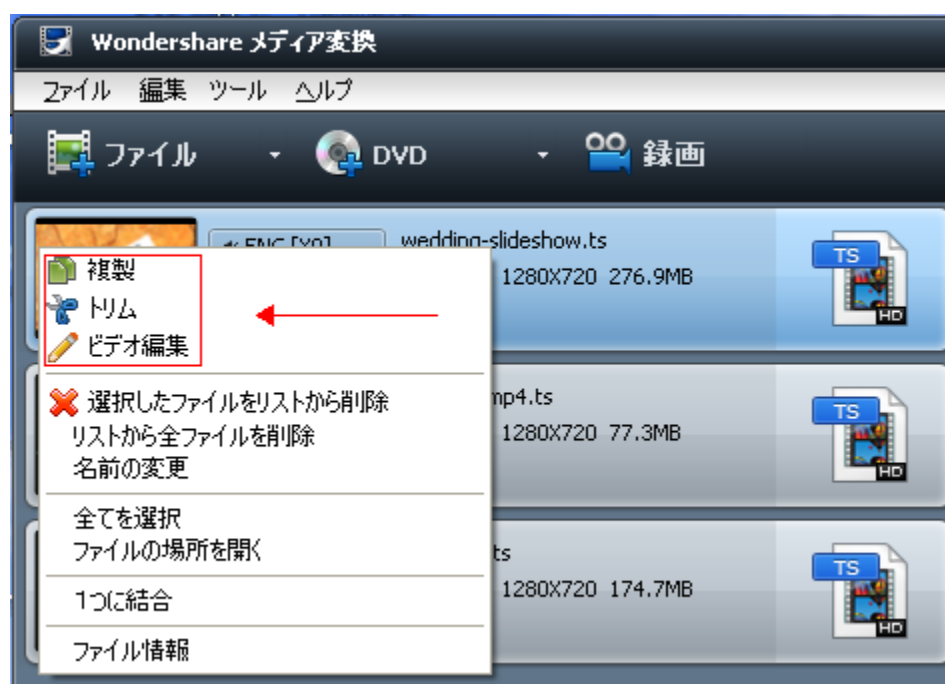 Wondershare メディア変換
ファイル 編集 ツール ヘルプ
ファイル DVD 録画
wedding-slideshow.ts
1280X720 276.9MB
TS
HD
複製
トリム
ビデオ編集
選択したファイルをリストから削除
リストから全ファイルを削除
名前の変更
全てを選択
ファイルの場所を開く
1つに結合
ファイル情報
mp4.ts
1280X720 77.3MB
TS
HD
ts
1280X720 174.7MB
TS
HD